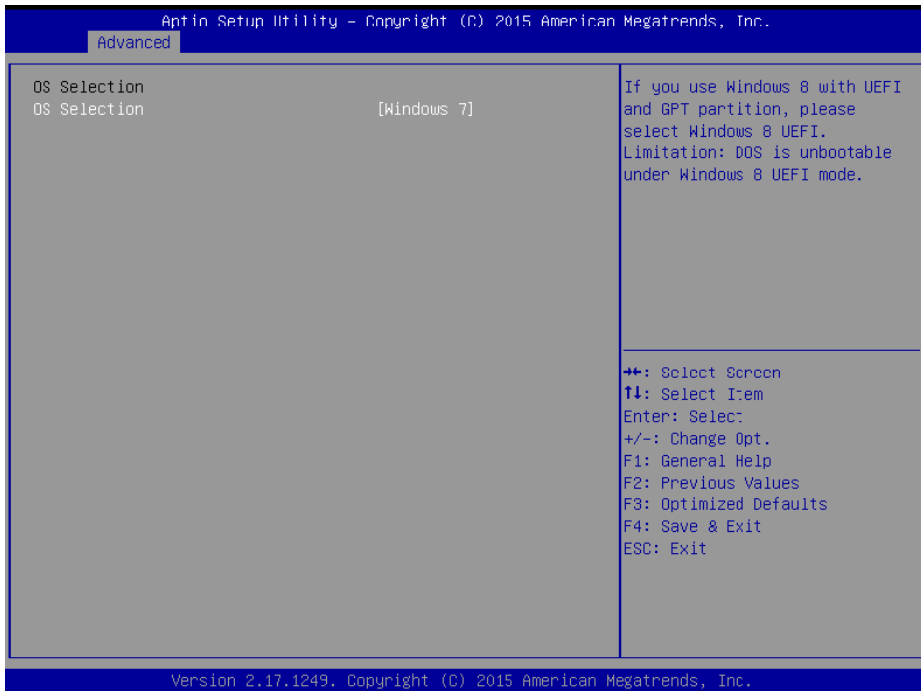 Aptio Setup Utility – Copyright (C) 2015 American Megatrends, Inc.
Advanced
OS Selection
OS Selection [Windows 7]
If you use Windows 8 with UEFI
and GPT partition, please
select Windows 8 UEFI.
Limitation: DOS is unbootable
under Windows 8 UEFI mode.
→←: Select Screen
↑↓: Select Item
Enter: Select
+/-: Change Opt.
F1: General Help
F2: Previous Values
F3: Optimized Defaults
F4: Save & Exit
ESC: Exit
Version 2.17.1249. Copyright (C) 2015 American Megatrends, Inc.